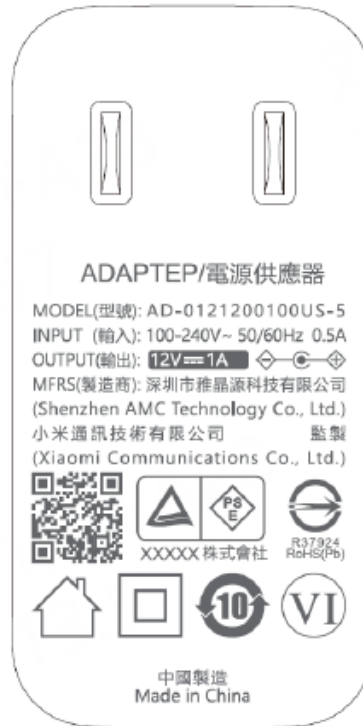 ADAPTEP/電源供應器
MODEL(型號): AD-0121200100US-5
INPUT (輸入): 100-240V~ 50/60Hz 0.5A
OUTPUT(輸出): 12V⎓1A
MFRS(製造商): 深圳市雅晶源科技有限公司
(Shenzhen AMC Technology Co., Ltd.)
小米通訊技術有限公司 監製
(Xiaomi Communications Co., Ltd.)
PS
E
XXXXX 株式會社
R37924
RoHS(Pb)
10
VI
中國製造
Made in China